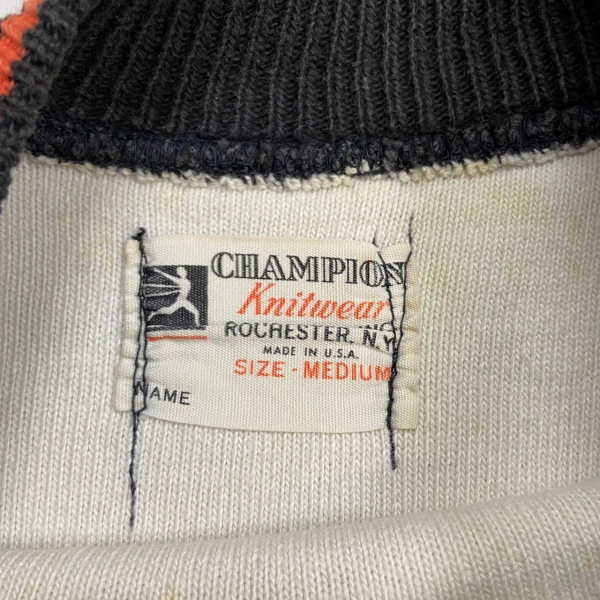 CHAMPION
Knitwear
ROCHESTER, N.Y.
MADE IN U.S.A.
SIZE - MEDIUM
NAME